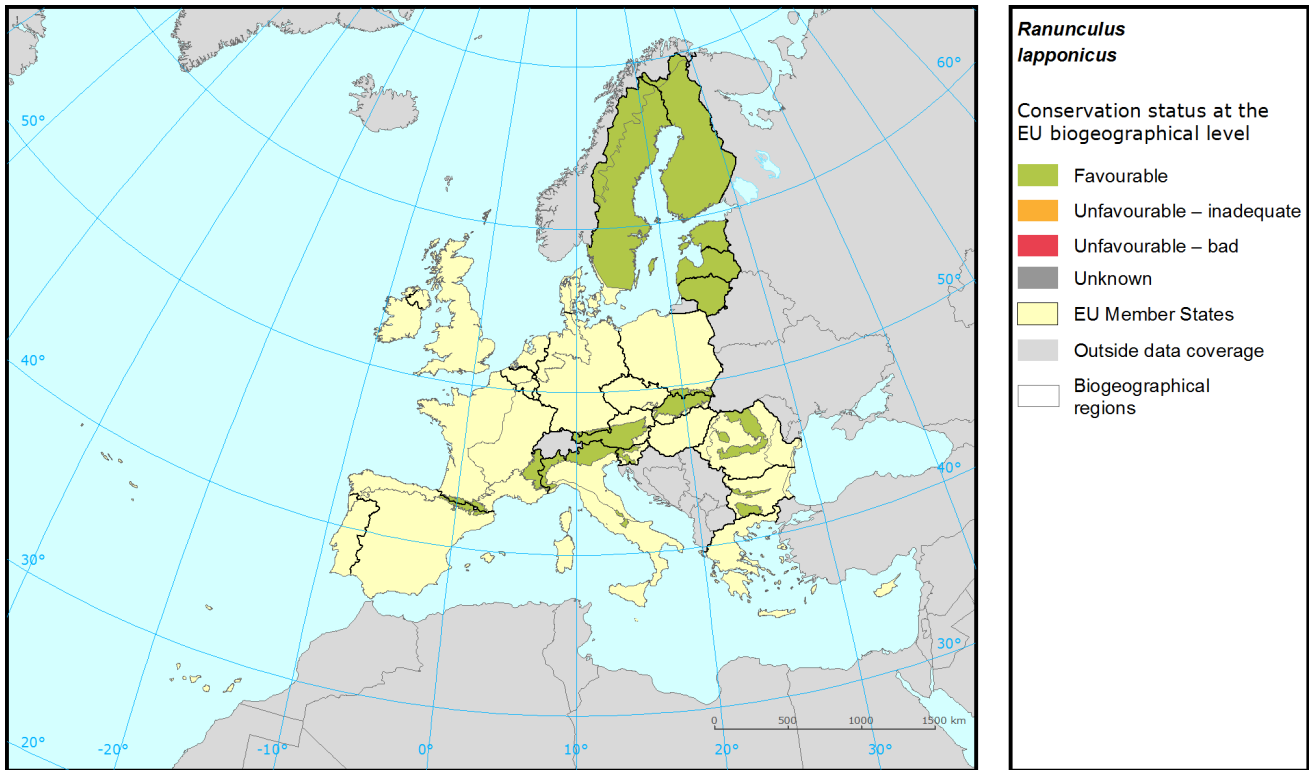 Ranunculus
lapponicus
Conservation status at the
EU biogeographical level
Favourable
Unfavourable – inadequate
Unfavourable – bad
Unknown
EU Member States
Outside data coverage
Biogeographical
regions
60°
50°
50°
40°
40°
30°
30°
0 500 1000 1500 km
20° -20° -10° 0° 10° 20° 30°